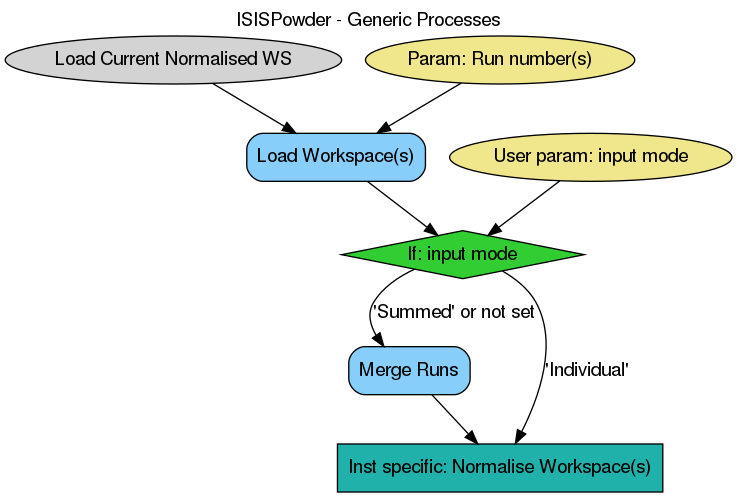 ISISPowder - Generic Processes
Load Current Normalised WS
Param: Run number(s)
Load Workspace(s)
User param: input mode
If: input mode
'Summed' or not set
Merge Runs
'Individual'
Inst specific: Normalise Workspace(s)